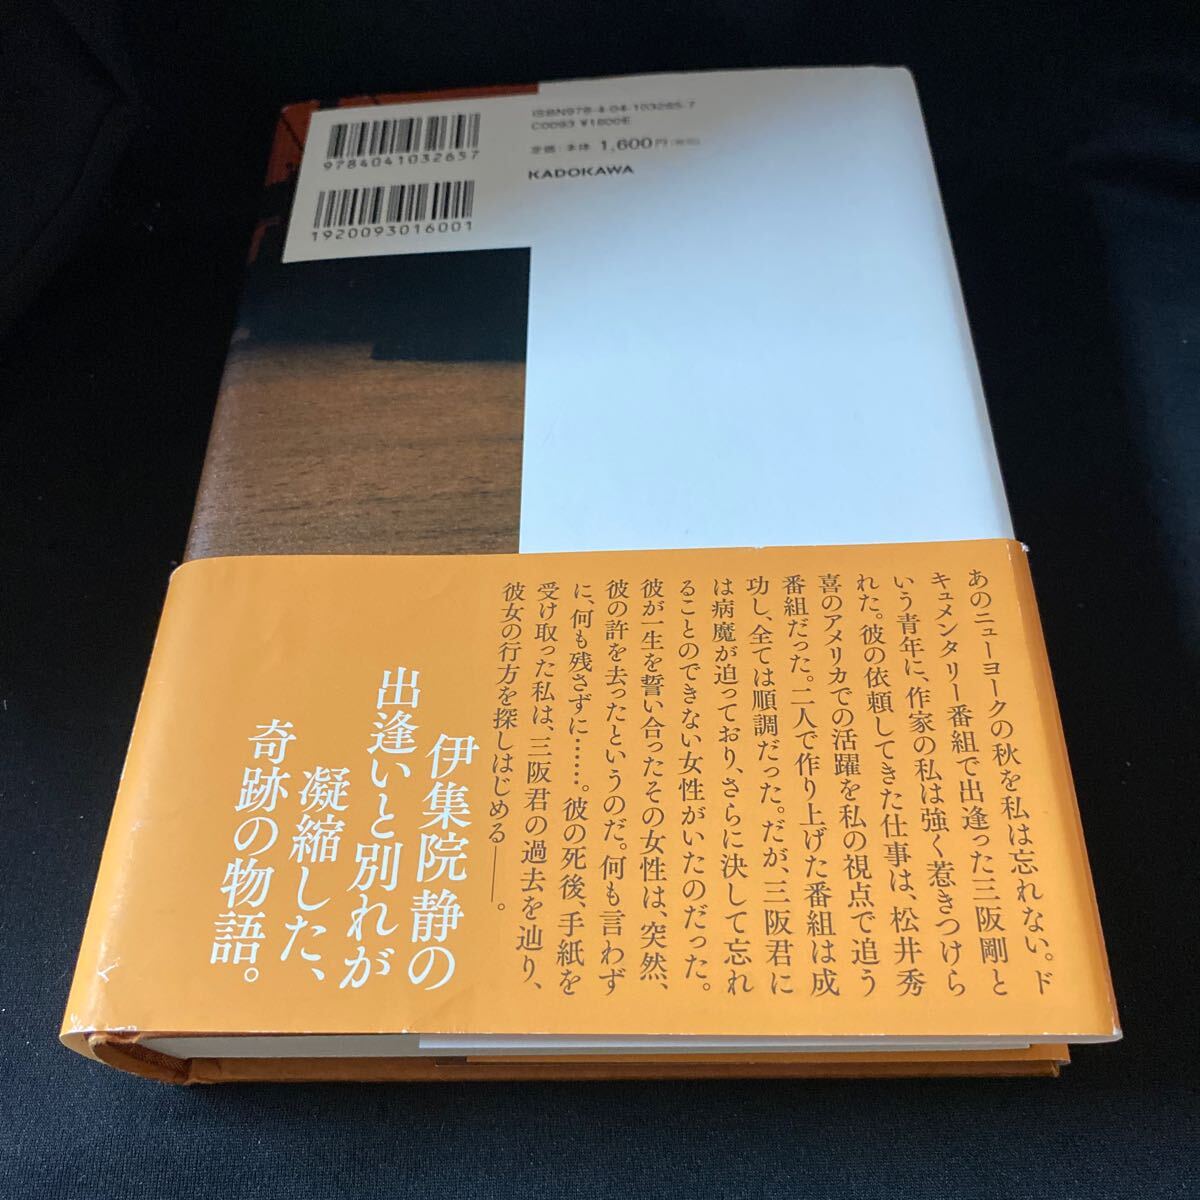 ISBN978-4-04-103265-7
C0093 ¥1600E
定価:本体 1,600円(税別)
KADOKAWA
9784041032657
1920093016001
あのニューヨークの秋を私は忘れない。ド
キュメンタリー番組で出逢った三阪剛と
いう青年に、作家の私は強く惹きつけら
れた。彼の依頼してきた仕事は、松井秀
喜のアメリカでの活躍を私の視点で追う
番組だった。二人で作り上げた番組は成
功し、全ては順調だった。だが、三阪君に
は病魔が迫っており、さらに決して忘れ
ることのできない女性がいたのだった。
彼が一生を誓い合ったその女性は、突然、
彼の許を去ったというのだ。何も言わず
に、何も残さずに……。彼の死後、手紙を
受け取った私は、三阪君の過去を辿り、
彼女の行方を探しはじめる――。
伊集院静の
出逢いと別れが
凝縮した、
奇跡の物語。